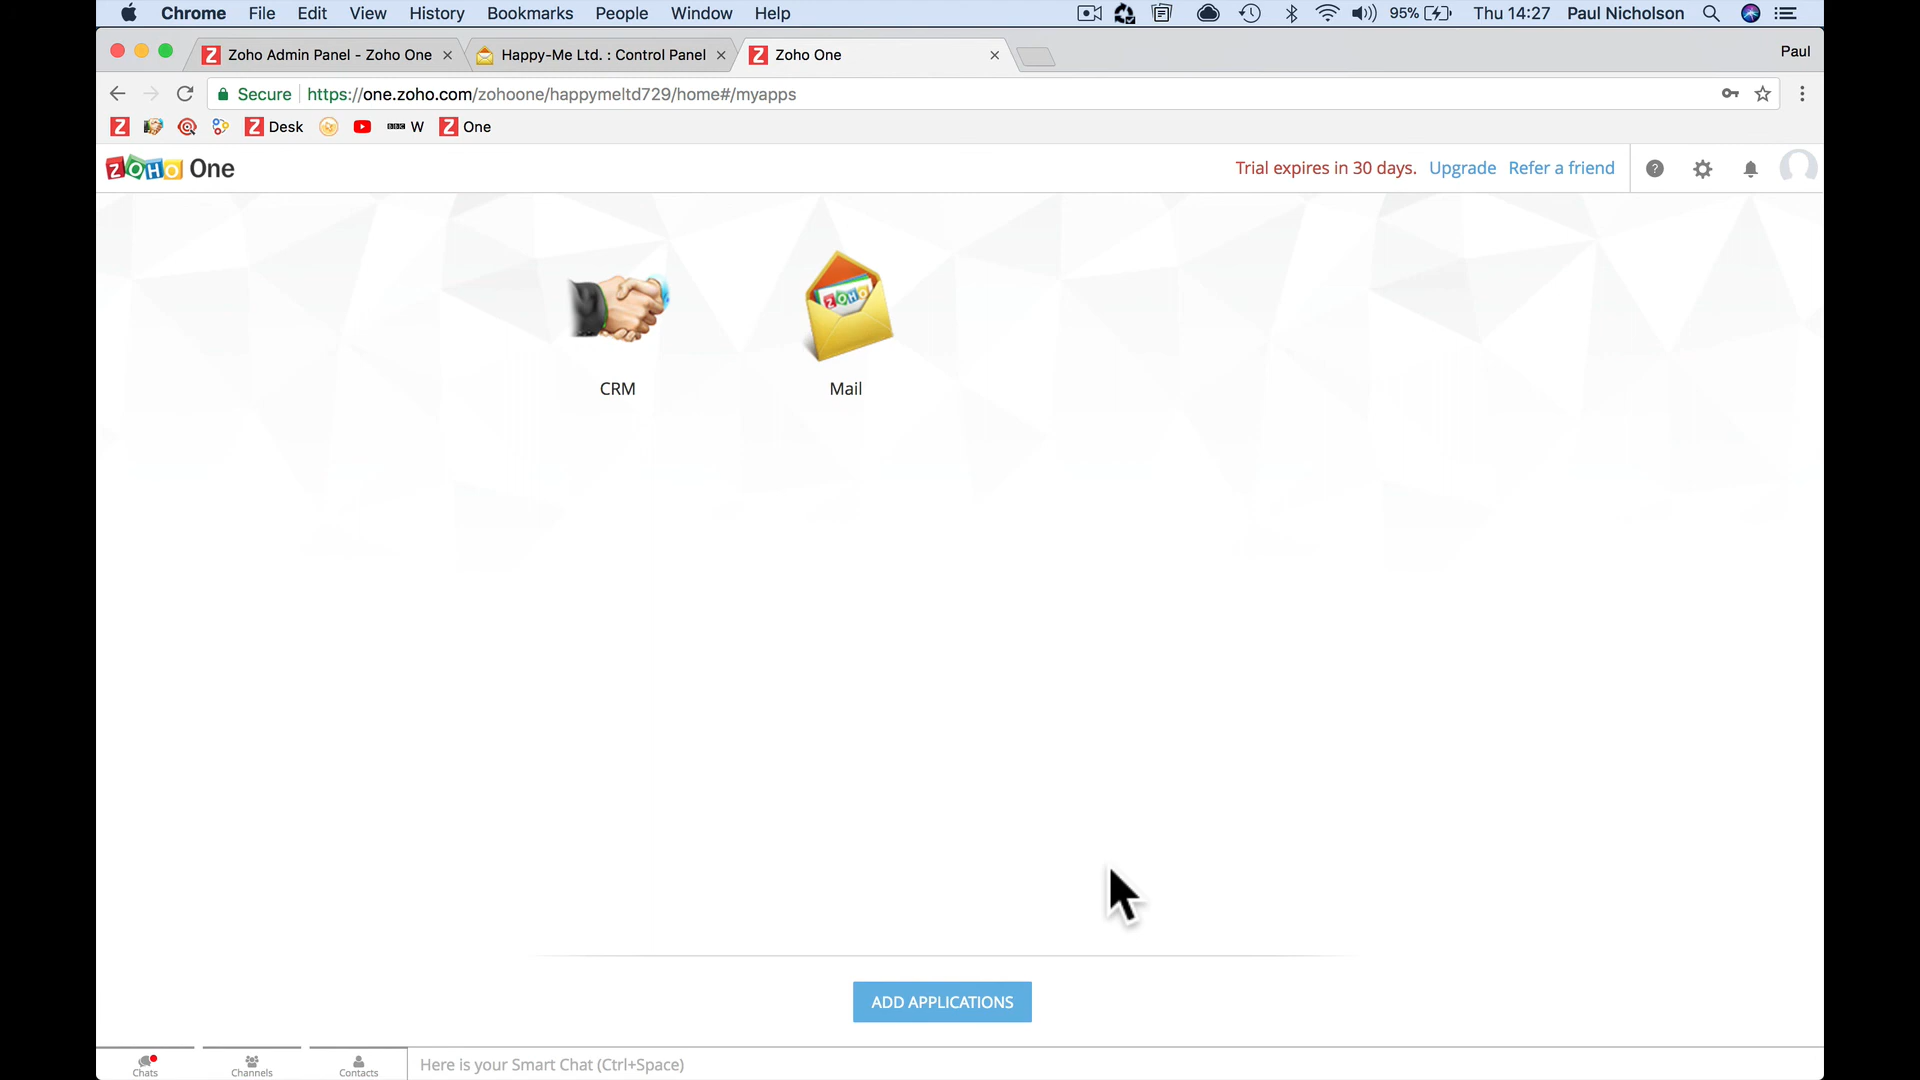 Chrome File Edit View History Bookmarks People Window Help 95% Thu 14:27 Paul Nicholson
Zoho Admin Panel - Zoho One Happy-Me Ltd. : Control Panel Zoho One Paul
Secure https://one.zoho.com/zohoone/happymeltd729/home#/myapps
Z Z Desk BBC W Z One
ZOHO One Trial expires in 30 days. Upgrade Refer a friend
ZOHO
CRM Mail
ADD APPLICATIONS
Chats Channels Contacts Here is your Smart Chat (Ctrl+Space)